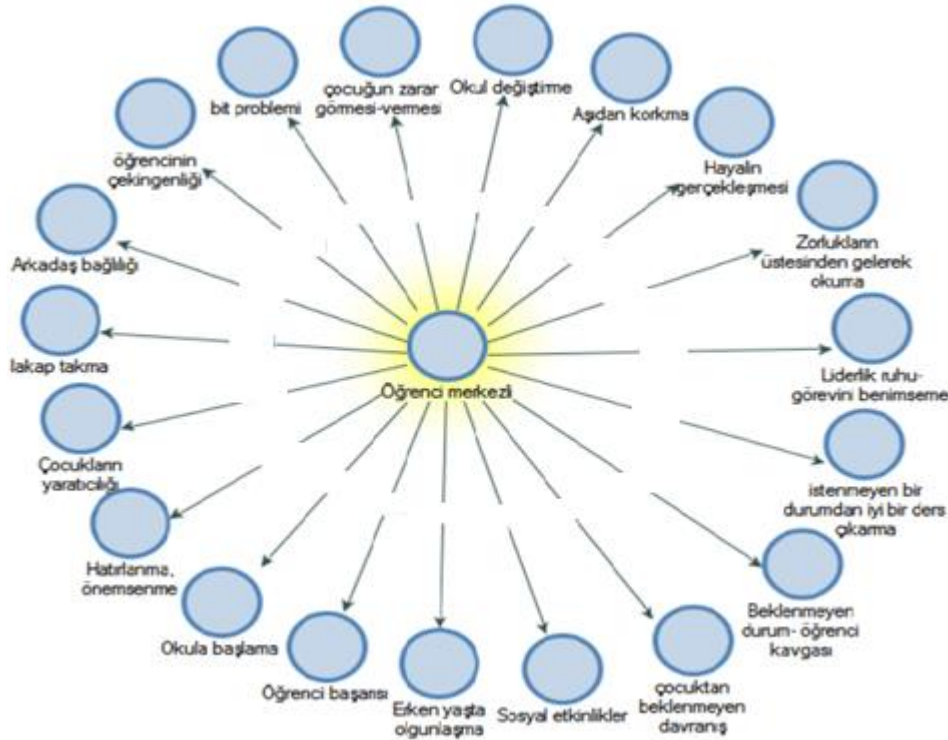 bit problemi
çocuğun zarar
görmesi-vermesi
Okul değiştirme
Aşıdan korkma
Hayalin
gerçekleşmesi
öğrencinin
çekingenliği
Zorlukların
üstesinden gelerek
okuma
Arkadaş bağlılığı
lakap takma
Öğrenci merkezli
Liderlik ruhu-
görevini benimseme
Çocukların
yaratıcılığı
istenmeyen bir
durumdan iyi bir ders
çıkarma
Hatırlanma,
önemsenme
Beklenmeyen
durum- öğrenci
kavgası
Okula başlama
Öğrenci başarısı
Erken yaşta
olgunlaşma
Sosyal etkinlikler
çocuktan
beklenmeyen
davranış